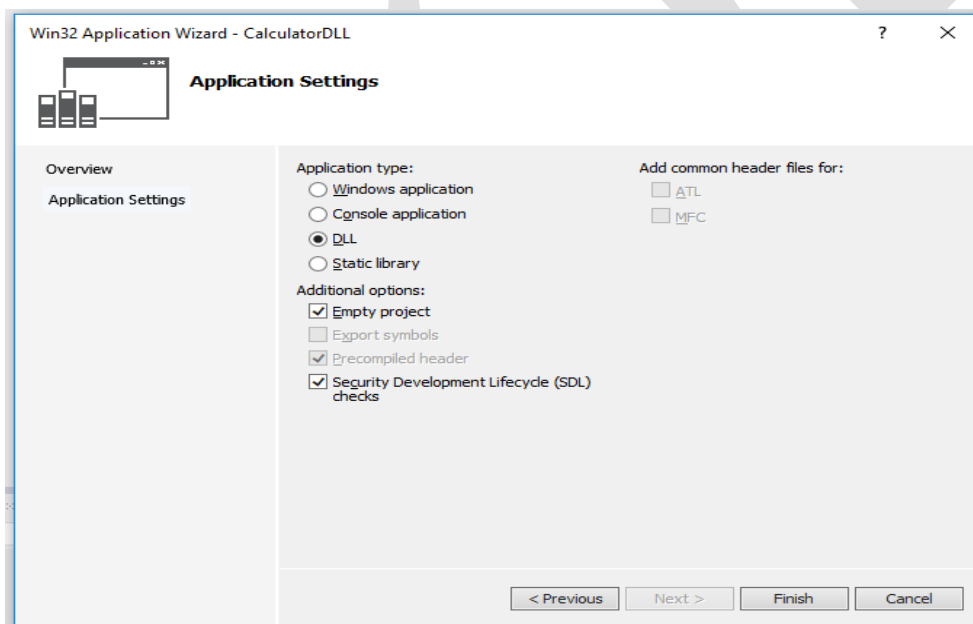 Win32 Application Wizard - CalculatorDLL
?
Application Settings
Overview
Application Settings
Application type:
Windows application
Console application
DLL
Static library
Additional options:
Empty project
Export symbols
Precompiled header
Security Development Lifecycle (SDL)
checks
Add common header files for:
ATL
MFC
< Previous
Next >
Finish
Cancel